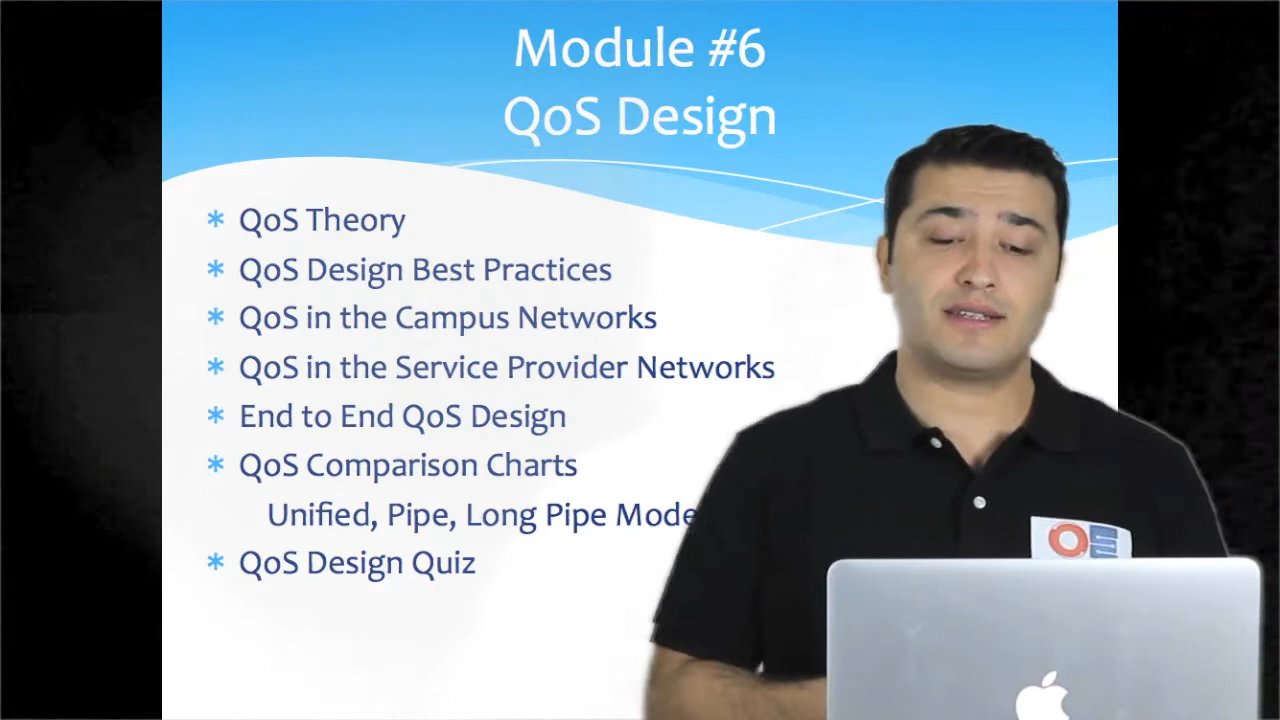 Module #6
QoS Design
* QoS Theory
* QoS Design Best Practices
* QoS in the Campus Networks
* QoS in the Service Provider Networks
* End to End QoS Design
* QoS Comparison Charts
Unified, Pipe, Long Pipe Mode
* QoS Design Quiz
OE